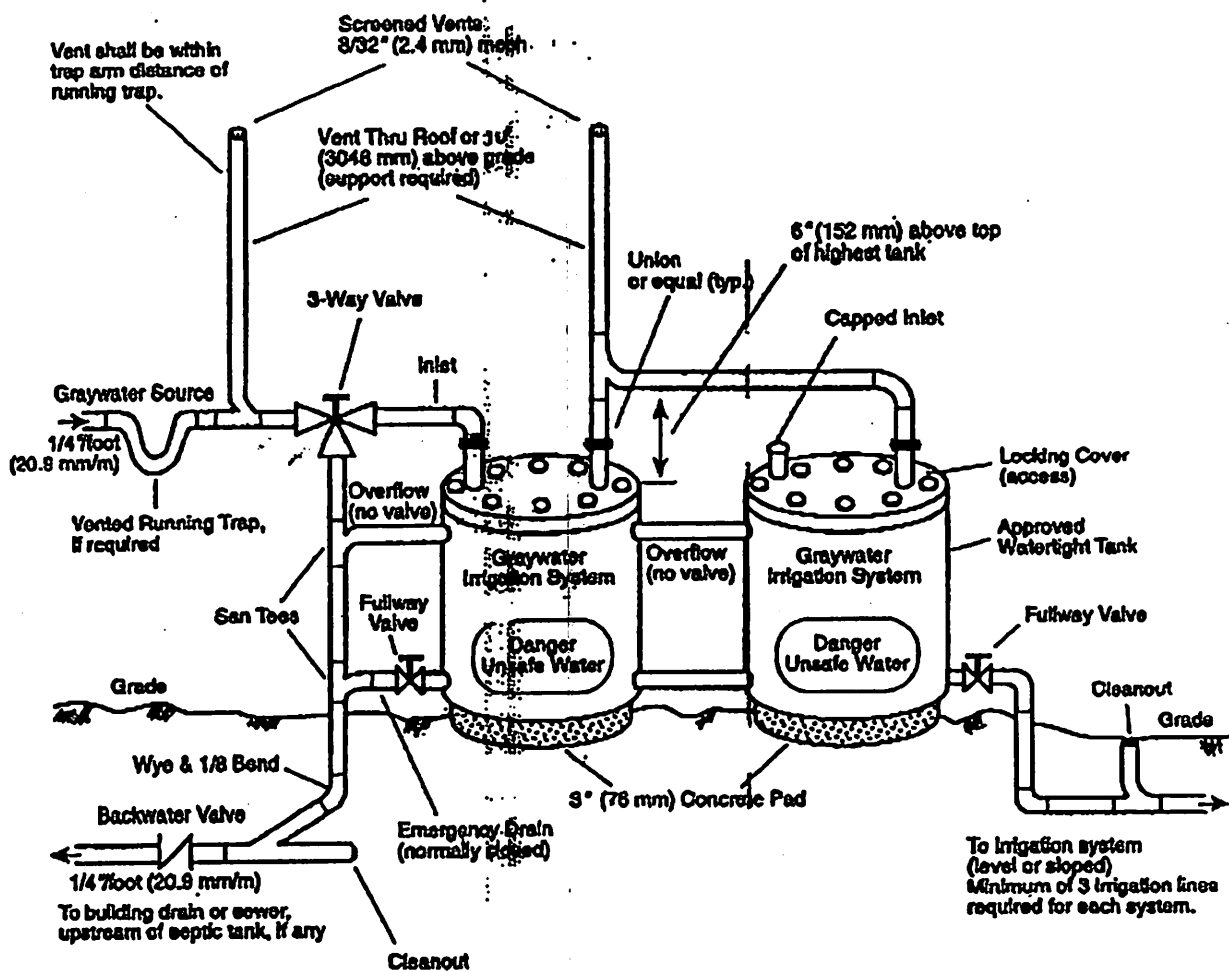 Screened Vents
3/32" (2.4 mm) mesh
Vent shall be within
trap arm distance of
running trap.
Vent Thru Roof or
(3048 mm) above grade
(support required)
6" (152 mm) above top
of highest tank
Union
or equal (typ.)
3-Way Valve
Capped Inlet
Inlet
Graywater Source
1/4"/foot
(20.9 mm/m)
Locking Cover
(access)
Overflow
(no valve)
Vented Running Trap,
if required
Approved
Watertight Tank
Graywater
Irrigation System
Overflow
(no valve)
Graywater
Irrigation System
San Tees
Fullway
Valve
Fullway Valve
Danger
Unsafe Water
Danger
Unsafe Water
Grade
Cleanout
Grade
Wye & 1/8 Bend
3" (76 mm) Concrete Pad
Backwater Valve
Emergency Drain
(normally closed)
1/4"/foot (20.9 mm/m)
To building drain or sewer,
upstream of septic tank, if any
To irrigation system
(level or sloped)
Minimum of 3 irrigation lines
required for each system.
Cleanout